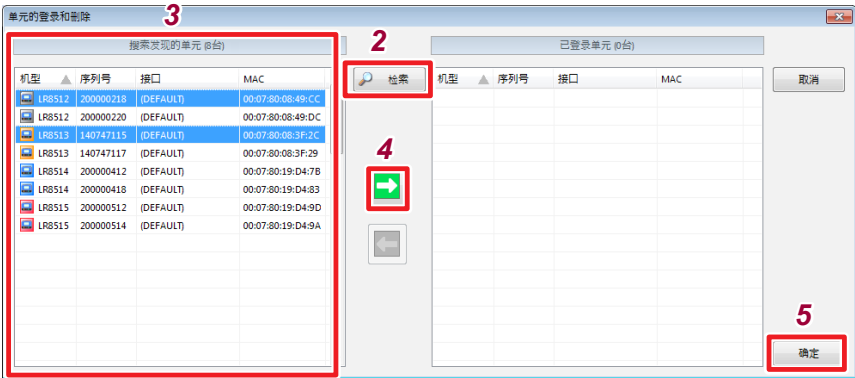 单元的登录和删除
3
搜索发现的单元 (8台)
2
已登录单元 (0台)
机型 序列号 接口 MAC
检索
机型 序列号 接口 MAC
取消
LR8512 200000218 (DEFAULT) 00:07:80:08:49:CC
LR8512 200000220 (DEFAULT) 00:07:80:08:49:DC
LR8513 140747115 (DEFAULT) 00:07:80:08:3F:2C
LR8513 140747117 (DEFAULT) 00:07:80:08:3F:29
LR8514 200000412 (DEFAULT) 00:07:80:19:D4:7B
LR8514 200000418 (DEFAULT) 00:07:80:19:D4:83
LR8515 200000512 (DEFAULT) 00:07:80:19:D4:9D
LR8515 200000514 (DEFAULT) 00:07:80:19:D4:9A
4
5
确定